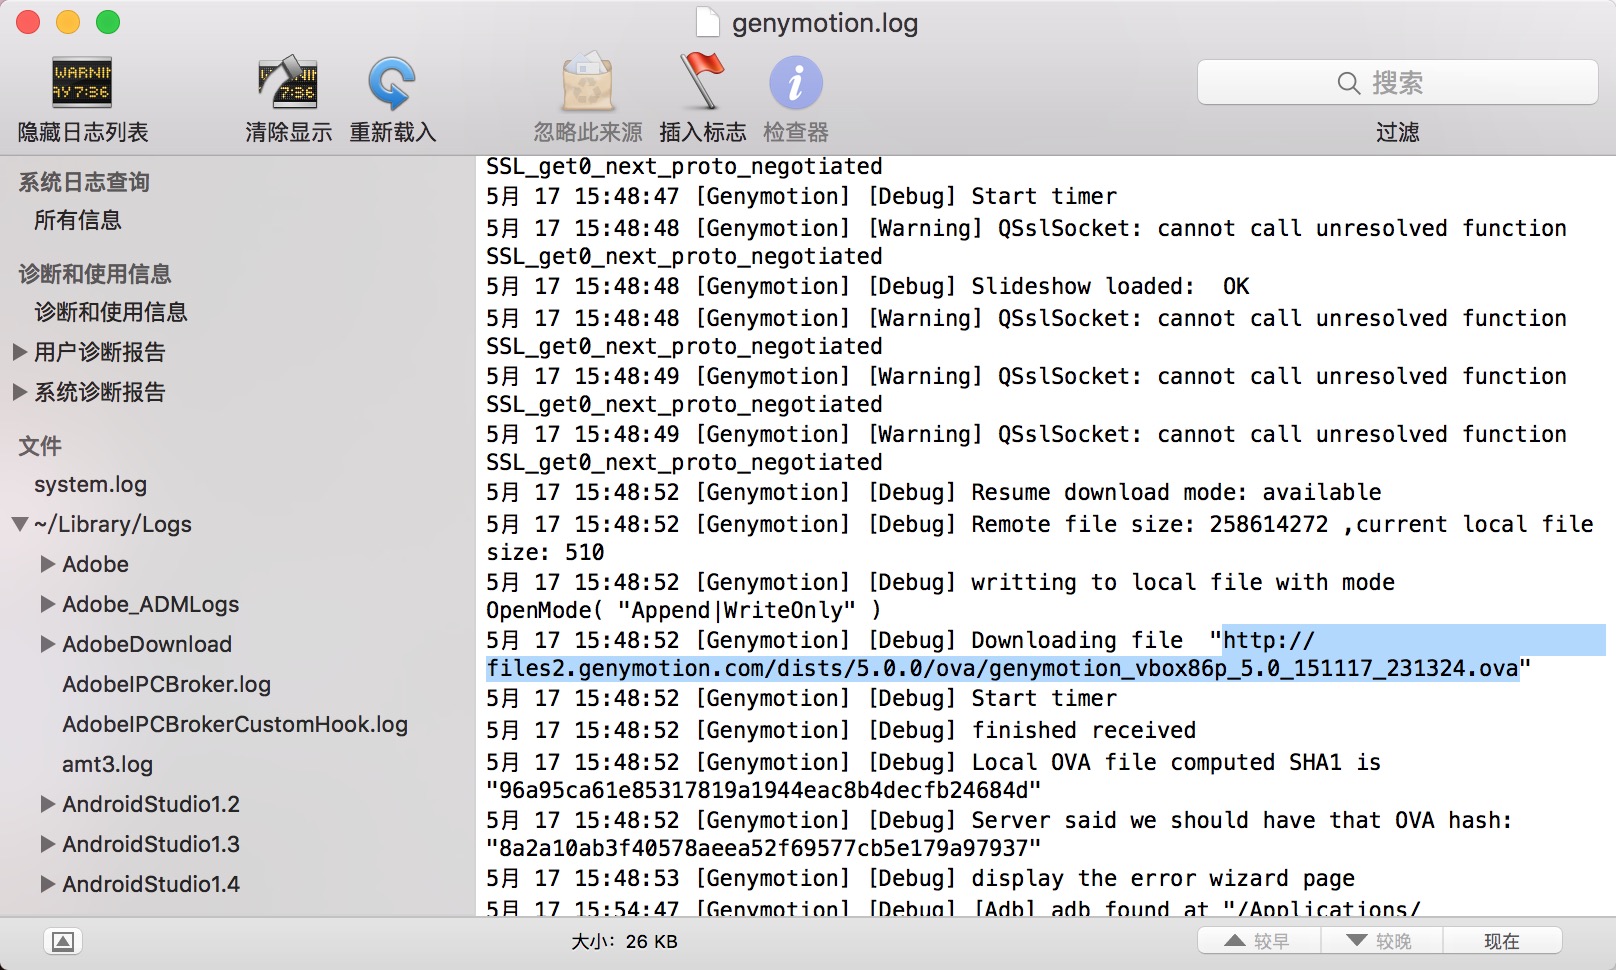 genymotion.log
WARNIN
AY 7:36
隐藏日志列表
清除显示
重新载入
忽略此来源
插入标志
检查器
搜索
过滤
系统日志查询
所有信息
诊断和使用信息
诊断和使用信息
用户诊断报告
系统诊断报告
文件
system.log
~/Library/Logs
Adobe
Adobe_ADMLogs
AdobeDownload
AdobeIPCBroker.log
AdobeIPCBrokerCustomHook.log
amt3.log
AndroidStudio1.2
AndroidStudio1.3
AndroidStudio1.4
SSL_get0_next_proto_negotiated
5月 17 15:48:47 [Genymotion] [Debug] Start timer
5月 17 15:48:48 [Genymotion] [Warning] QSslSocket: cannot call unresolved function
SSL_get0_next_proto_negotiated
5月 17 15:48:48 [Genymotion] [Debug] Slideshow loaded:  OK
5月 17 15:48:48 [Genymotion] [Warning] QSslSocket: cannot call unresolved function
SSL_get0_next_proto_negotiated
5月 17 15:48:49 [Genymotion] [Warning] QSslSocket: cannot call unresolved function
SSL_get0_next_proto_negotiated
5月 17 15:48:49 [Genymotion] [Warning] QSslSocket: cannot call unresolved function
SSL_get0_next_proto_negotiated
5月 17 15:48:52 [Genymotion] [Debug] Resume download mode: available
5月 17 15:48:52 [Genymotion] [Debug] Remote file size: 258614272 ,current local file
size: 510
5月 17 15:48:52 [Genymotion] [Debug] writting to local file with mode
OpenMode( "Append|WriteOnly" )
5月 17 15:48:52 [Genymotion] [Debug] Downloading file  "http://
files2.genymotion.com/dists/5.0.0/ova/genymotion_vbox86p_5.0_151117_231324.ova"
5月 17 15:48:52 [Genymotion] [Debug] Start timer
5月 17 15:48:52 [Genymotion] [Debug] finished received
5月 17 15:48:52 [Genymotion] [Debug] Local OVA file computed SHA1 is
"96a95ca61e85317819a1944eac8b4decfb24684d"
5月 17 15:48:52 [Genymotion] [Debug] Server said we should have that OVA hash:
"8a2a10ab3f40578aeea52f69577cb5e179a97937"
5月 17 15:48:53 [Genymotion] [Debug] display the error wizard page
5月 17 15:54:47 [Genymotion] [Debug] [Adb] adb found at "/Applications/
大小: 26 KB
较早
较晚
现在